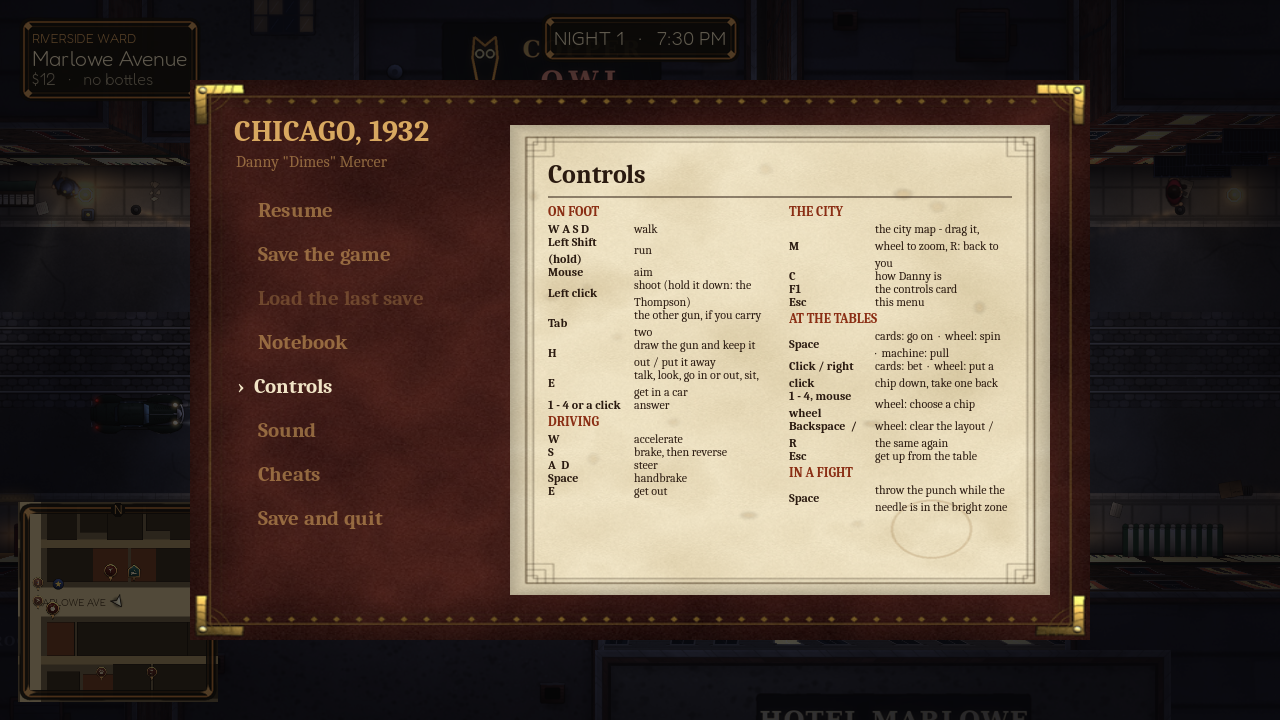 RIVERSIDE WARD
Marlowe Avenue
$12 · no bottles
NIGHT 1 · 7:30 PM
CHICAGO, 1932
Danny "Dimes" Mercer
Resume
Save the game
Load the last save
Notebook
› Controls
Sound
Cheats
Save and quit
Controls
ON FOOT
W A S D walk
Left Shift (hold) run
Mouse aim
Left click shoot (hold it down: the
Thompson)
Tab the other gun, if you carry
two
H draw the gun and keep it
out / put it away
E talk, look, go in or out, sit,
get in a car
1 - 4 or a click answer
DRIVING
W accelerate
S brake, then reverse
A D steer
Space handbrake
E get out
THE CITY
M the city map - drag it,
wheel to zoom, R: back to
you
C how Danny is
F1 the controls card
Esc this menu
AT THE TABLES
Space cards: go on · wheel: spin
· machine: pull
Click / right cards: bet · wheel: put a
click chip down, take one back
1 - 4, mouse
wheel wheel: choose a chip
Backspace / wheel: clear the layout /
R the same again
Esc get up from the table
IN A FIGHT
Space throw the punch while the
needle is in the bright zone
N
MARLOWE AVE
OWL
HOTEL MARLOWE